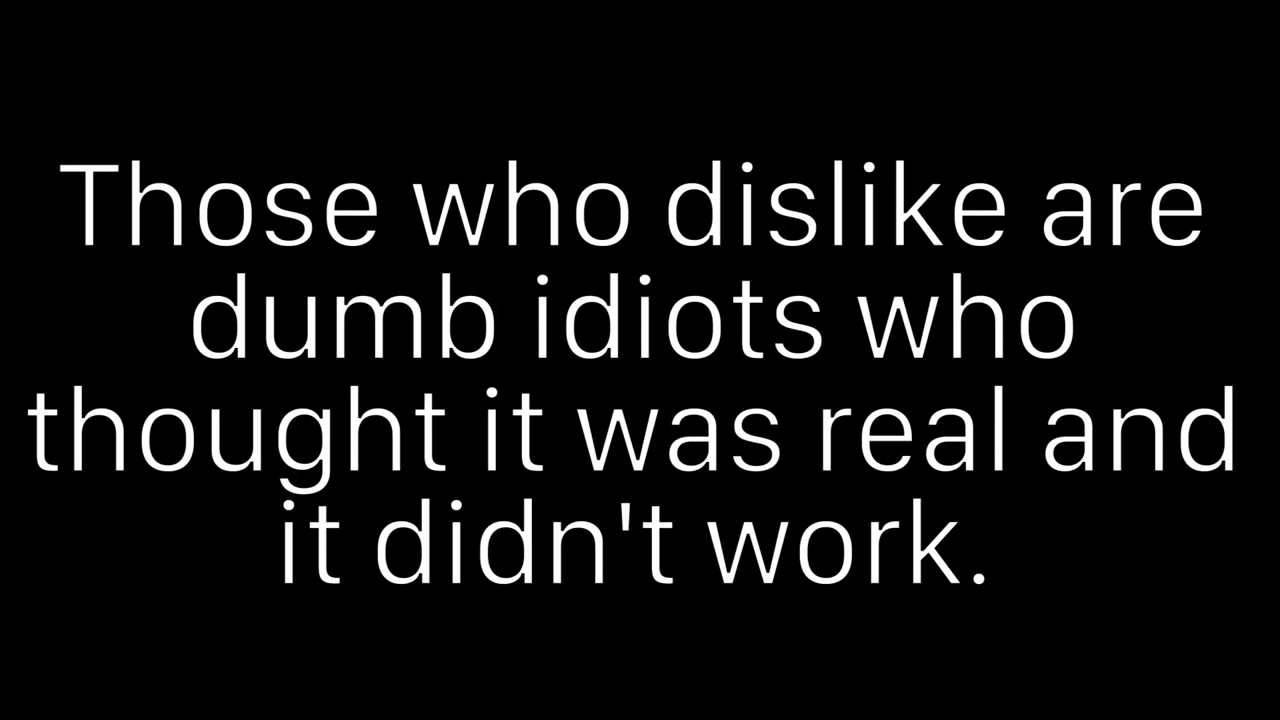 Those who dislike are
dumb idiots who
thought it was real and
it didn't work.